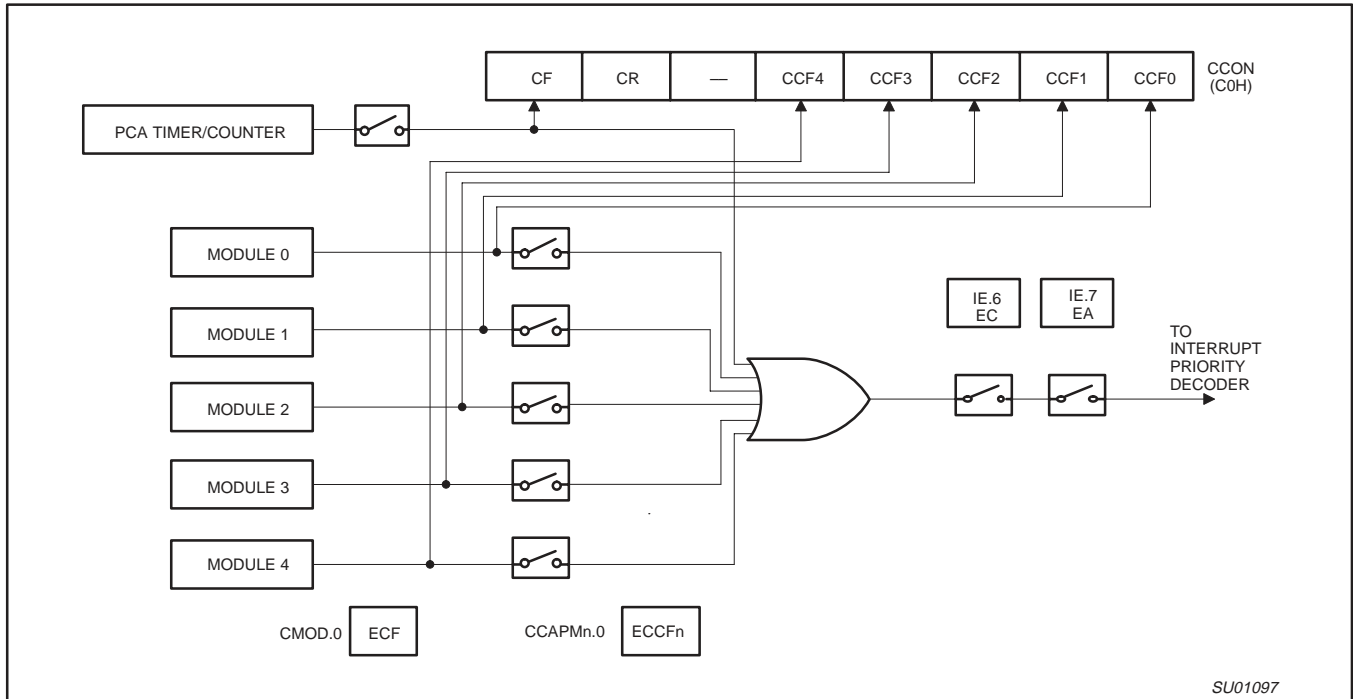 CF CR — CCF4 CCF3 CCF2 CCF1 CCF0
CCON
(C0H)
PCA TIMER/COUNTER
MODULE 0
MODULE 1
IE.6
EC
IE.7
EA
TO
INTERRUPT
PRIORITY
DECODER
MODULE 2
MODULE 3
MODULE 4
CMOD.0 ECF CCAPMn.0 ECCFn
SU01097